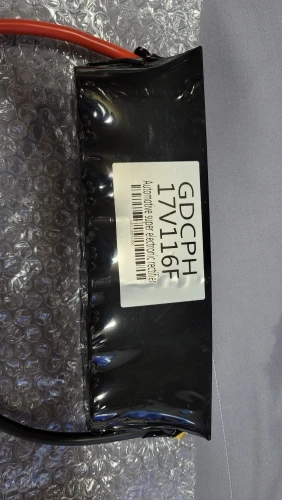 GDCPH
17V116F
Automotive super electronic rectifier